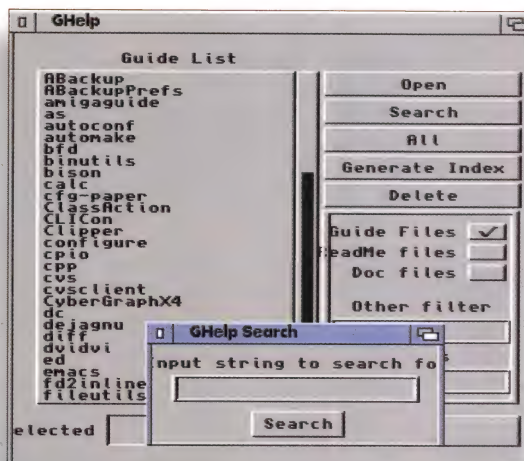 GHelp
Guide List
ABackup
ABackupPrefs
amigaguide
as
autoconf
automake
bfd
binutils
bison
calc
cfg-paper
ClassAction
CLICon
Clipper
configure
cpio
cpp
cvs
cvsclient
CyberGraphX4
dc
dejagnu
diff
dvidvi
ed
emacs
fd2inline
fileutils
Open
Search
All
Generate Index
Delete
Guide Files
eadMe files
Doc files
Other filter
s
GHelp Search
nput string to search fo
Search
elected